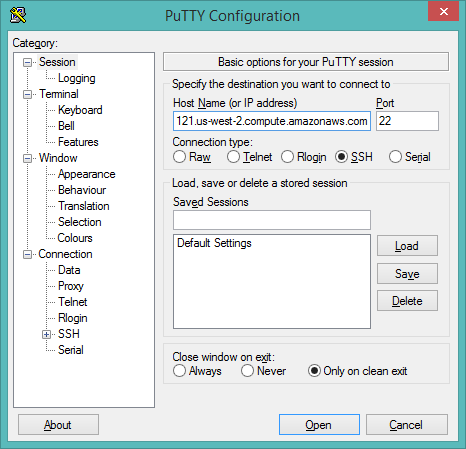 PuTTY Configuration
Category:
Session
Logging
Terminal
Keyboard
Bell
Features
Window
Appearance
Behaviour
Translation
Selection
Colours
Connection
Data
Proxy
Telnet
Rlogin
SSH
Serial
Basic options for your PuTTY session
Specify the destination you want to connect to
Host Name (or IP address) Port
121.us-west-2.compute.amazonaws.com 22
Connection type:
Raw Telnet Rlogin SSH Serial
Load, save or delete a stored session
Saved Sessions
Default Settings
Load
Save
Delete
Close window on exit:
Always Never Only on clean exit
About Open Cancel